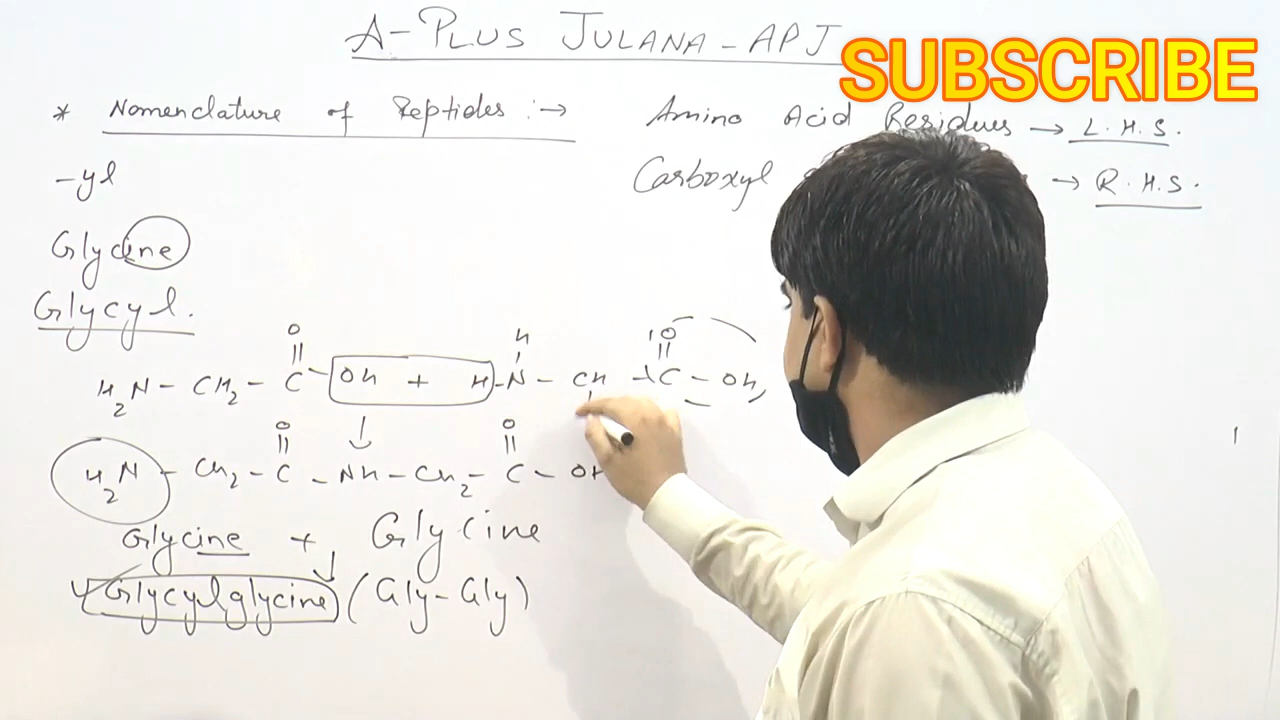 A-PLUS JULANA-APJ
SUBSCRIBE
* Nomenclature of Peptides :→
Amino Acid Residues → L.H.S.
-yl
Carboxyl → R.H.S.
Glycine
Glycyl.
O H O
|| | ||
H2N - CH2 - C - OH + H - N - CH - C - OH
↓
O O
|| ||
H2N - CH2 - C - NH - CH2 - C - OH
Glycine + Glycine
↓
Glycylglycine (Gly-Gly)